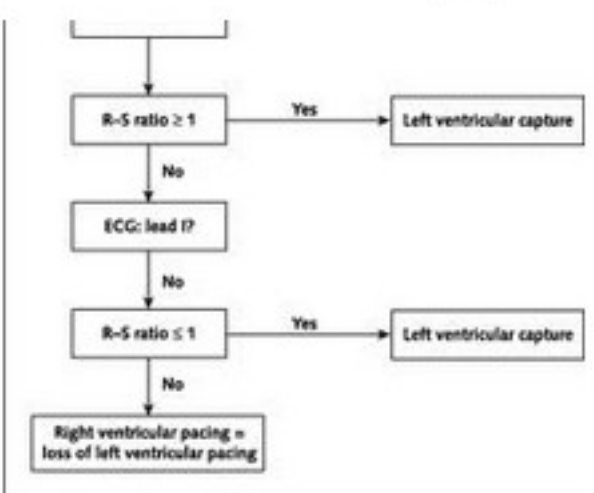 R–S ratio ≥ 1
Yes
Left ventricular capture
No
ECG: lead I?
No
R–S ratio ≤ 1
Yes
Left ventricular capture
No
Right ventricular pacing =
loss of left ventricular pacing